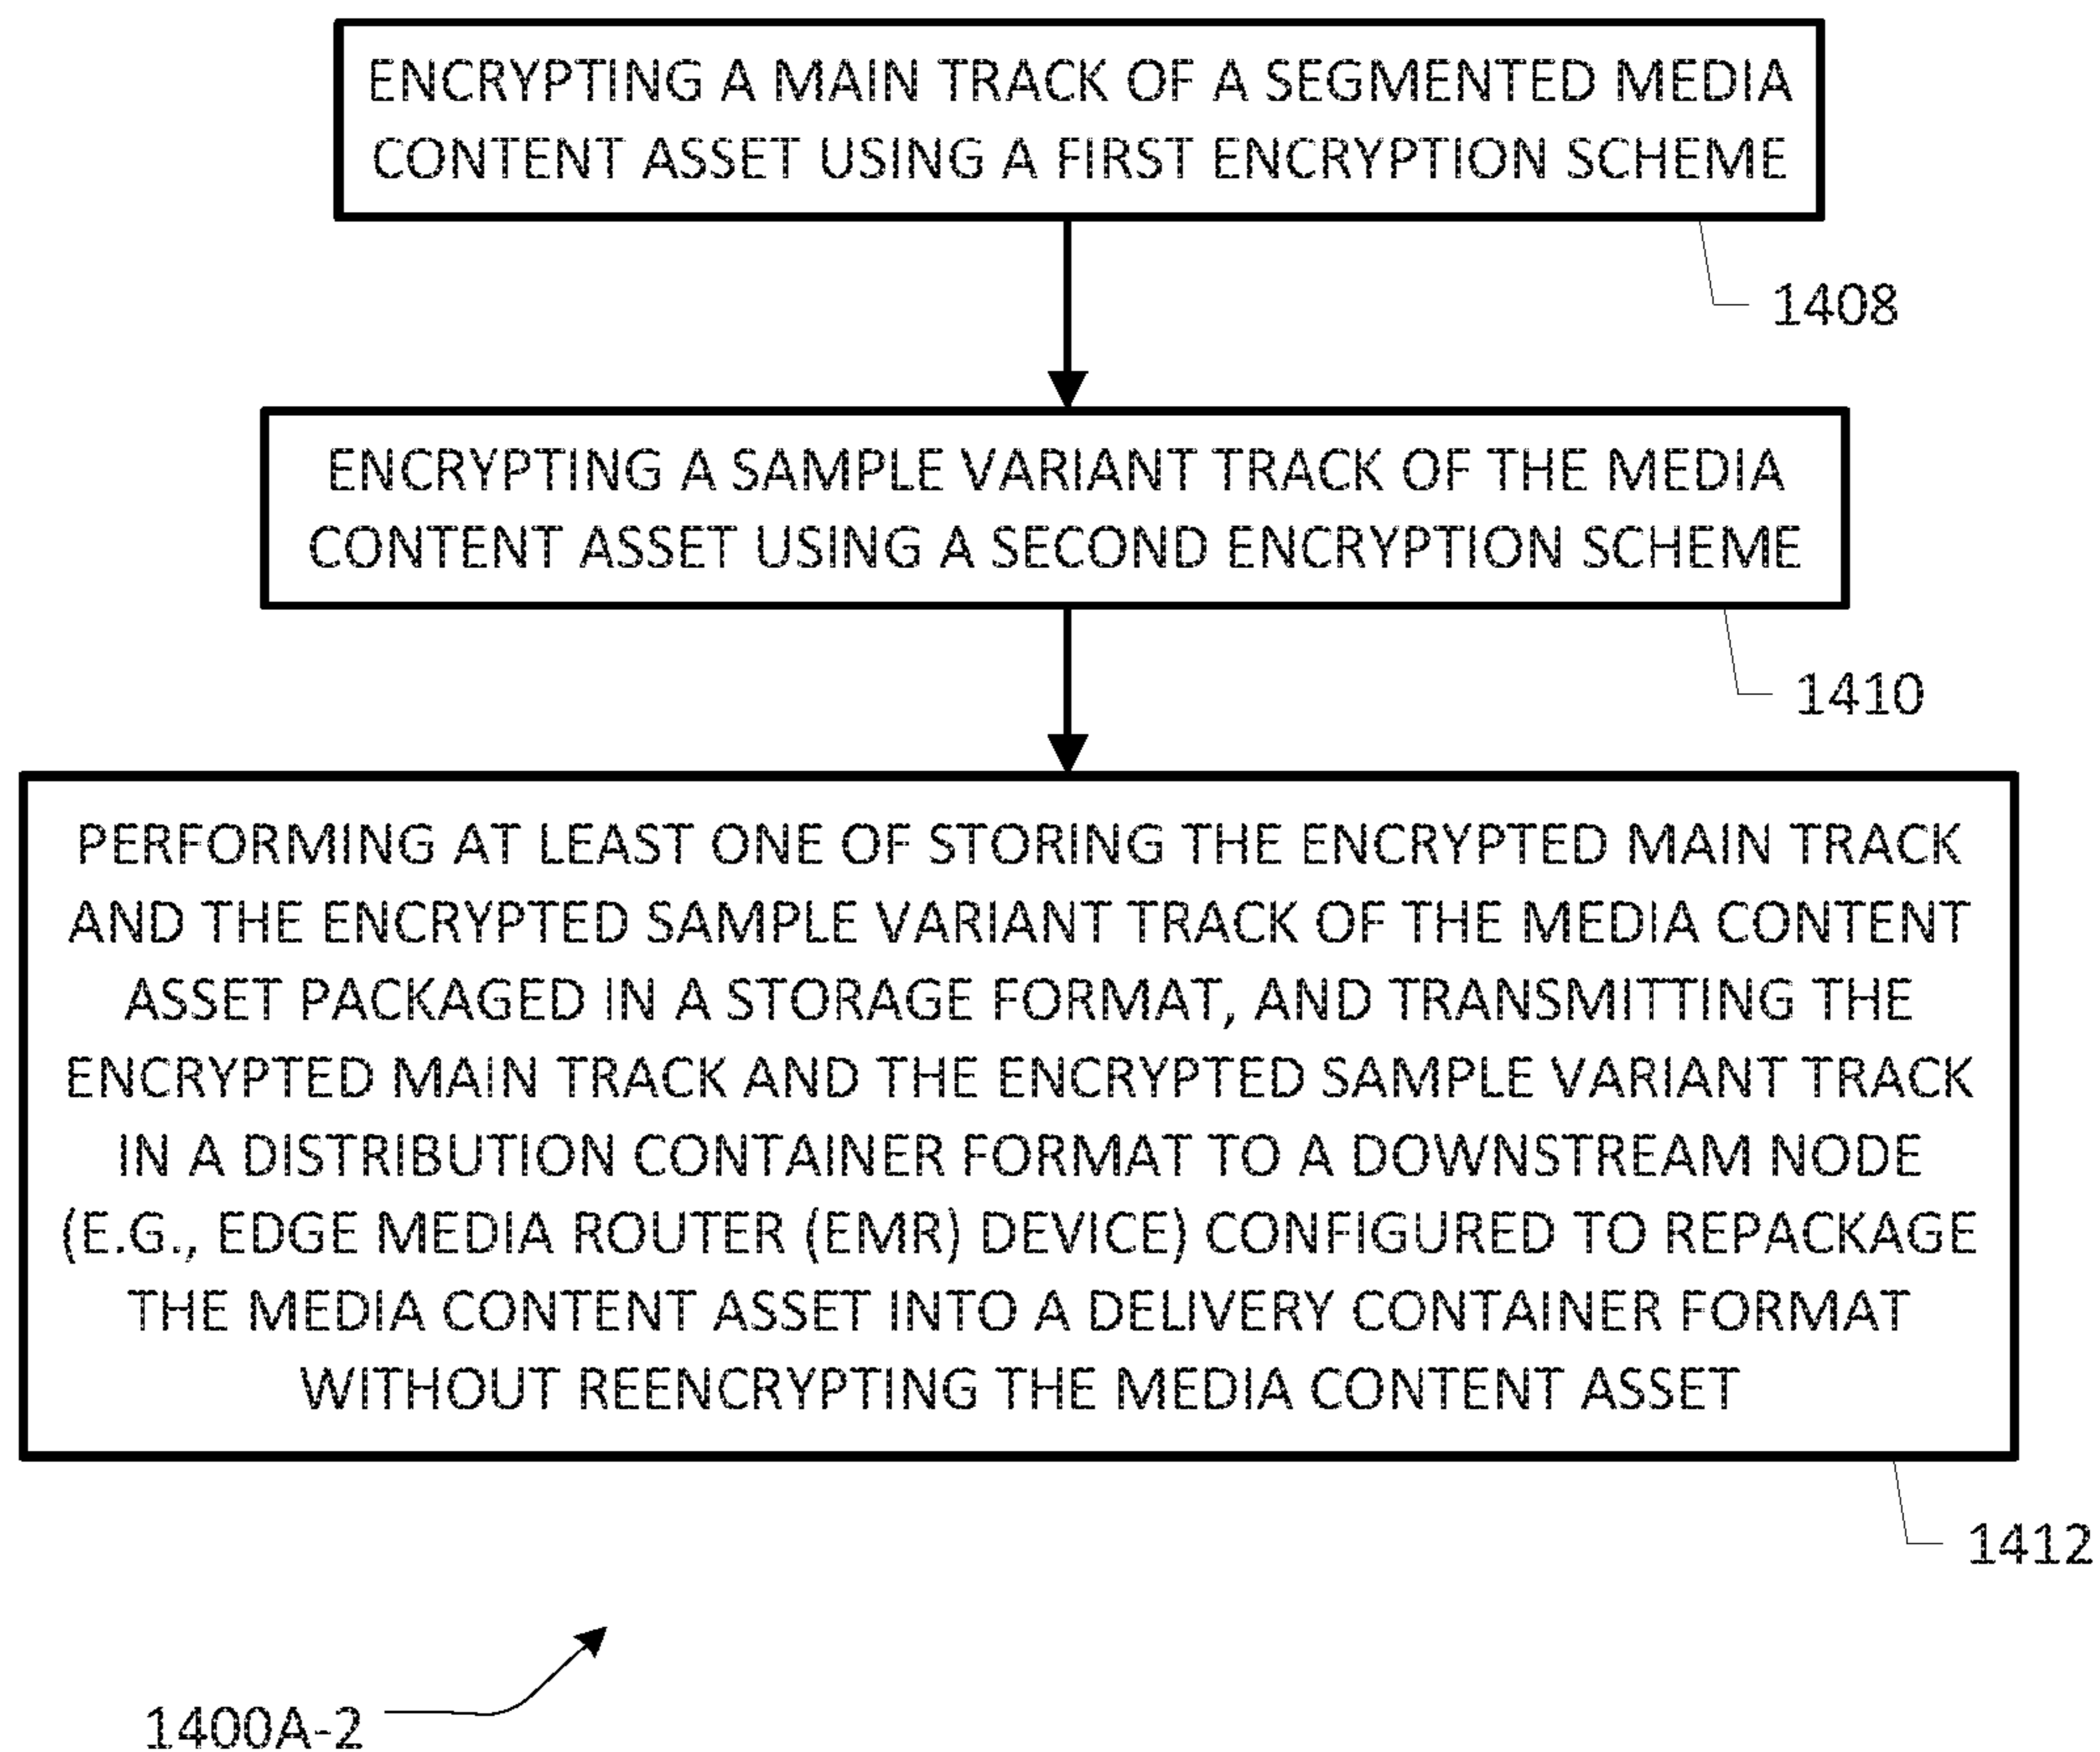 ENCRYPTING A MAIN TRACK OF A SEGMENTED MEDIA
CONTENT ASSET USING A FIRST ENCRYPTION SCHEME
1408
ENCRYPTING A SAMPLE VARIANT TRACK OF THE MEDIA
CONTENT ASSET USING A SECOND ENCRYPTION SCHEME
1410
PERFORMING AT LEAST ONE OF STORING THE ENCRYPTED MAIN TRACK
AND THE ENCRYPTED SAMPLE VARIANT TRACK OF THE MEDIA CONTENT
ASSET PACKAGED IN A STORAGE FORMAT, AND TRANSMITTING THE
ENCRYPTED MAIN TRACK AND THE ENCRYPTED SAMPLE VARIANT TRACK
IN A DISTRIBUTION CONTAINER FORMAT TO A DOWNSTREAM NODE
(E.G., EDGE MEDIA ROUTER (EMR) DEVICE) CONFIGURED TO REPACKAGE
THE MEDIA CONTENT ASSET INTO A DELIVERY CONTAINER FORMAT
WITHOUT REENCRYPTING THE MEDIA CONTENT ASSET
1412
1400A-2